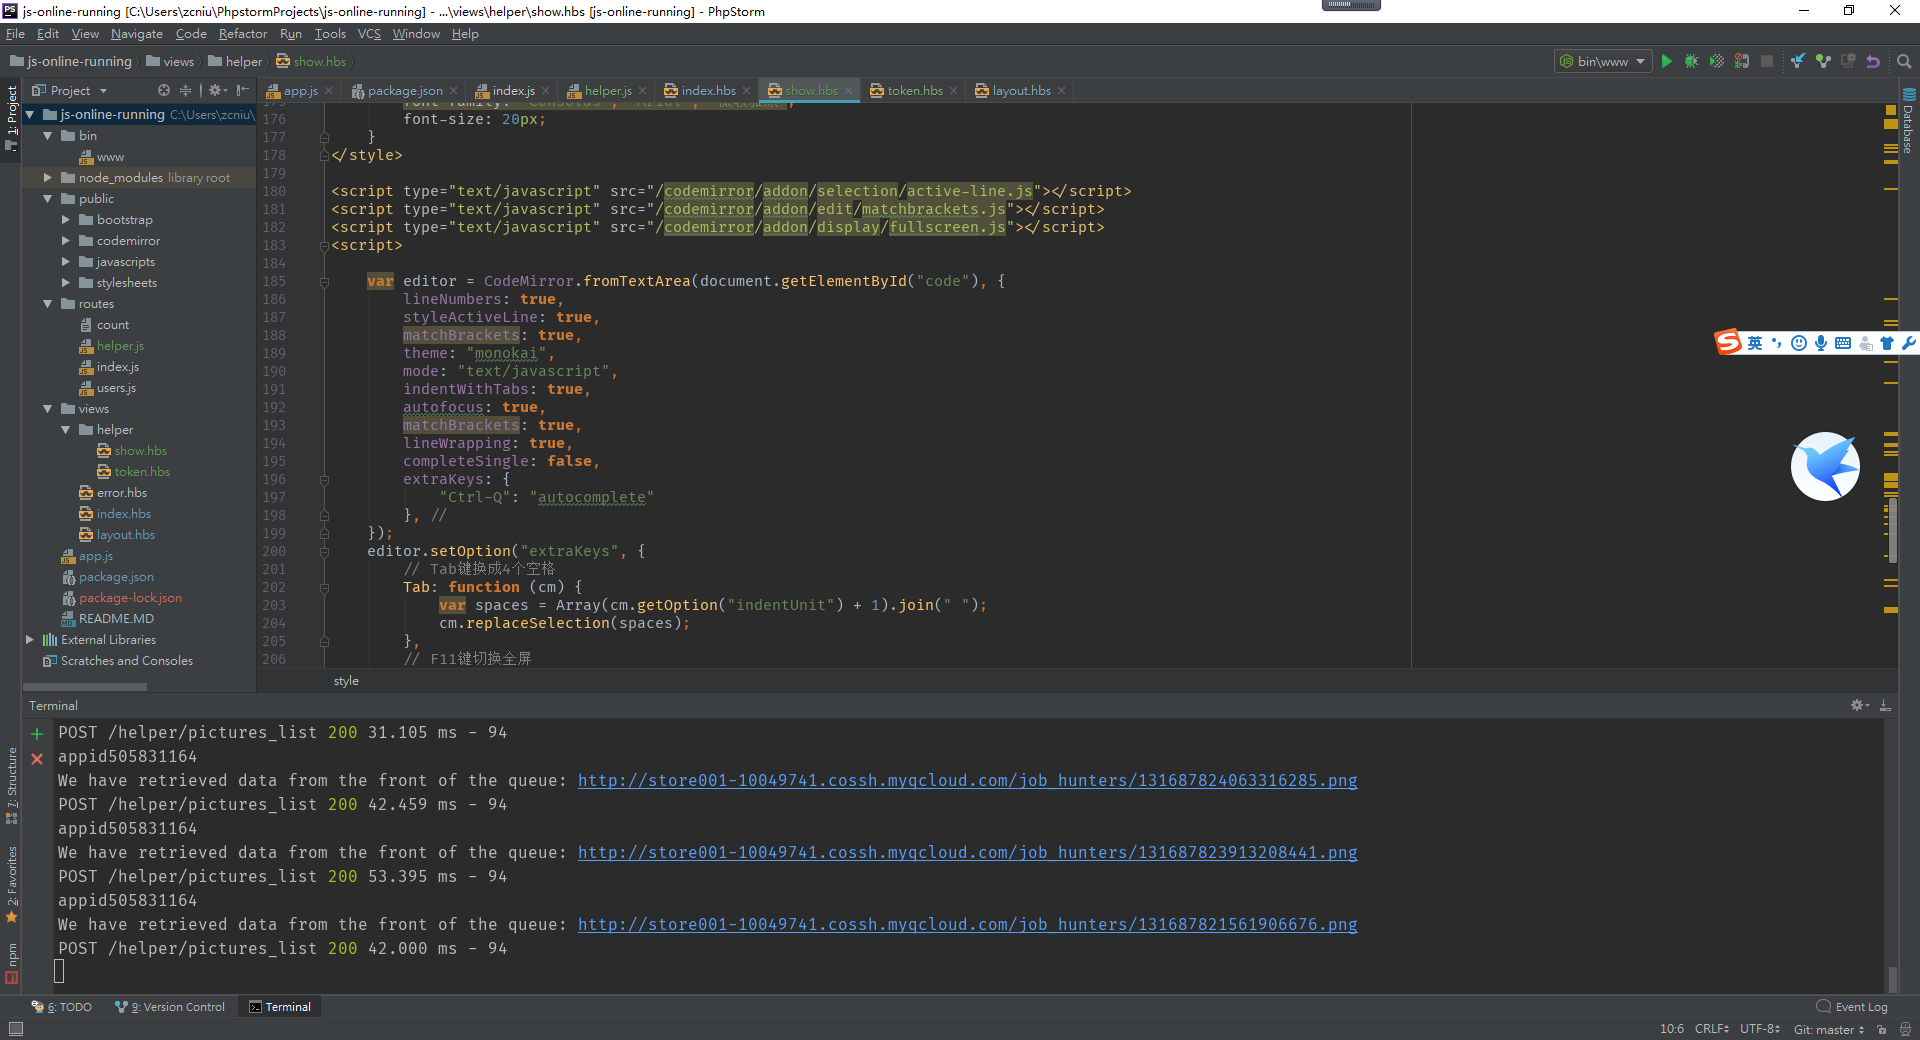 js-online-running [C:\Users\zcniu\PhpstormProjects\js-online-running] - ...\views\helper\show.hbs [js-online-running] - PhpStorm
File Edit View Navigate Code Refactor Run Tools VCS Window Help
js-online-running views helper show.hbs
bin\www
Project
app.js package.json index.js helper.js index.hbs show.hbs token.hbs layout.hbs
1: Project
js-online-running C:\Users\zcniu\
bin
www
node_modules library root
public
bootstrap
codemirror
javascripts
stylesheets
routes
count
helper.js
index.js
users.js
views
helper
show.hbs
token.hbs
error.hbs
index.hbs
layout.hbs
app.js
package.json
package-lock.json
README.MD
External Libraries
Scratches and Consoles
176 font-size: 20px;
177 }
178 </style>
179
180 <script type="text/javascript" src="/codemirror/addon/selection/active-line.js"></script>
181 <script type="text/javascript" src="/codemirror/addon/edit/matchbrackets.js"></script>
182 <script type="text/javascript" src="/codemirror/addon/display/fullscreen.js"></script>
183 <script>
184
185 var editor = CodeMirror.fromTextArea(document.getElementById("code"), {
186 lineNumbers: true,
187 styleActiveLine: true,
188 matchBrackets: true,
189 theme: "monokai",
190 mode: "text/javascript",
191 indentWithTabs: true,
192 autofocus: true,
193 matchBrackets: true,
194 lineWrapping: true,
195 completeSingle: false,
196 extraKeys: {
197 "Ctrl-Q": "autocomplete"
198 }, //
199 });
200 editor.setOption("extraKeys", {
201 // Tab键换成4个空格
202 Tab: function (cm) {
203 var spaces = Array(cm.getOption("indentUnit") + 1).join(" ");
204 cm.replaceSelection(spaces);
205 },
206 // F11键切换全屏
style
Database
英
Terminal
POST /helper/pictures_list 200 31.105 ms - 94
appid505831164
We have retrieved data from the front of the queue: http://store001-10049741.cossh.myqcloud.com/job_hunters/131687824063316285.png
POST /helper/pictures_list 200 42.459 ms - 94
appid505831164
We have retrieved data from the front of the queue: http://store001-10049741.cossh.myqcloud.com/job_hunters/131687823913208441.png
POST /helper/pictures_list 200 53.395 ms - 94
appid505831164
We have retrieved data from the front of the queue: http://store001-10049741.cossh.myqcloud.com/job_hunters/131687821561906676.png
POST /helper/pictures_list 200 42.000 ms - 94
7: Structure
2: Favorites
npm
6: TODO 9: Version Control Terminal Event Log
10:6 CRLF UTF-8 Git: master